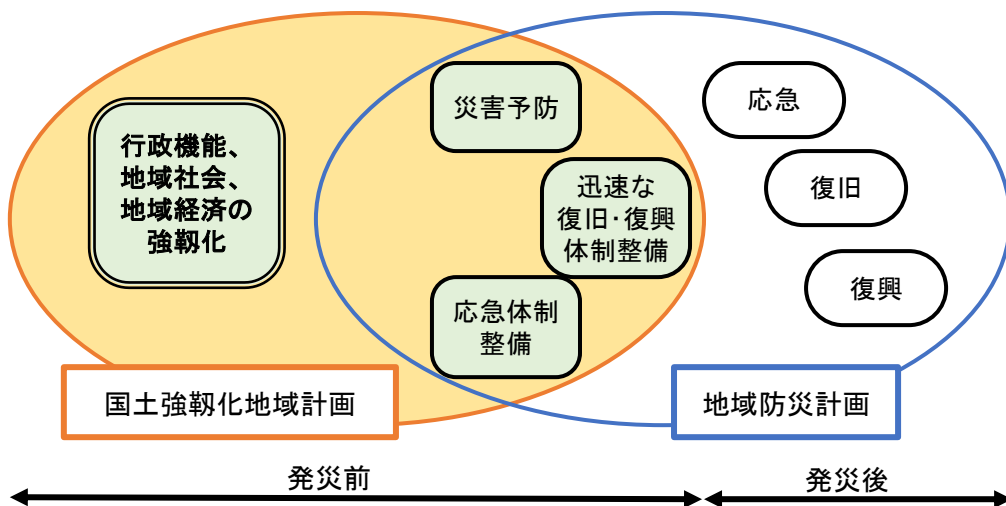 行政機能、
地域社会、
地域経済の
強靱化
災害予防
迅速な
復旧・復興
体制整備
応急体制
整備
応急
復旧
復興
国土強靱化地域計画
地域防災計画
発災前
発災後